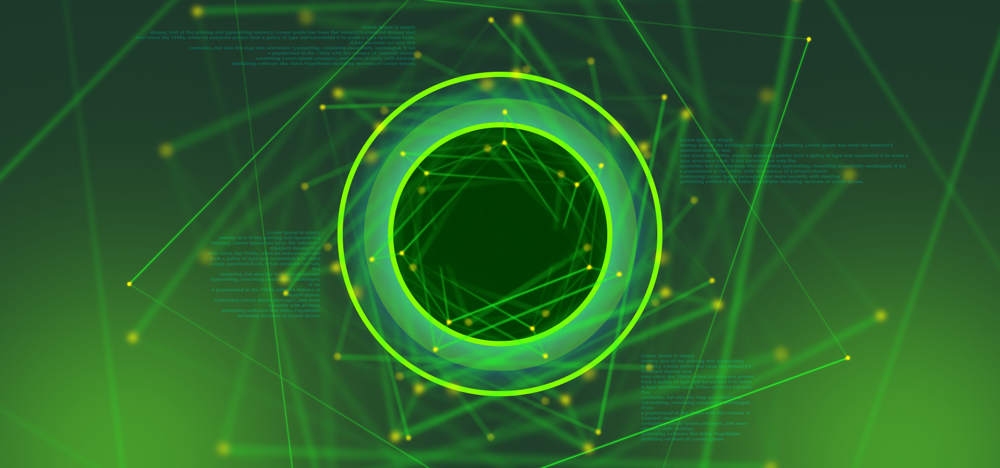 Lorem Ipsum is simply
dummy text of the printing and typesetting industry. Lorem Ipsum has been the industry's standard dummy text
ever since the 1500s, when an unknown printer took a galley of type and scrambled it to make a type specimen book.
It has survived not only five
centuries, but also the leap into electronic typesetting, remaining essentially unchanged. It wa
s popularised in the 1960s with the release of Letraset sheets
containing Lorem Ipsum passages, and more recently with desktop
publishing software like Aldus PageMaker including versions of Lorem Ipsum.
Lorem Ipsum is simply
dummy text of the printing and typesetting industry. Lorem Ipsum has been the industry's
standard dummy text
ever since the 1500s, when an unknown printer took a galley of type and scrambled it to make a
type specimen book. It has survived not only five
centuries, but also the leap into electronic typesetting, remaining essentially unchanged. It wa
s popularised in the 1960s with the release of Letraset sheets
containing Lorem Ipsum passages, and more recently with desktop
publishing software like Aldus PageMaker including versions of Lorem Ipsum.
Lorem Ipsum is simply
dummy text of the printing and typesetting
industry. Lorem Ipsum has been the industry's
standard dummy text
ever since the 1500s, when an unknown printer
took a galley of type and scrambled it to make
a type specimen book. It has survived not only
five
centuries, but also the leap into electronic
typesetting, remaining essentially unchanged.
It wa
s popularised in the 1960s with the release of
Letraset sheets
containing Lorem Ipsum passages, and more
recently with desktop
publishing software like Aldus PageMaker
including versions of Lorem Ipsum.
Lorem Ipsum is simply
dummy text of the printing and typesetting
industry. Lorem Ipsum has been the industry's
standard dummy text
ever since the 1500s, when an unknown printer
took a galley of type and scrambled it to make
a type specimen book. It has survived not only
five
centuries, but also the leap into electronic
typesetting, remaining essentially unchanged.
It wa
s popularised in the 1960s with the release of
Letraset sheets
containing Lorem Ipsum passages, and more
recently with desktop
publishing software like Aldus PageMaker
including versions of Lorem Ipsum.